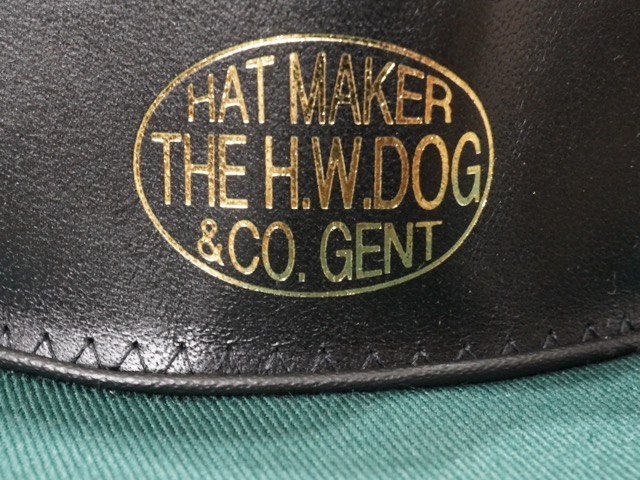 HAT MAKER
THE H.W.DOG
&CO. GENT